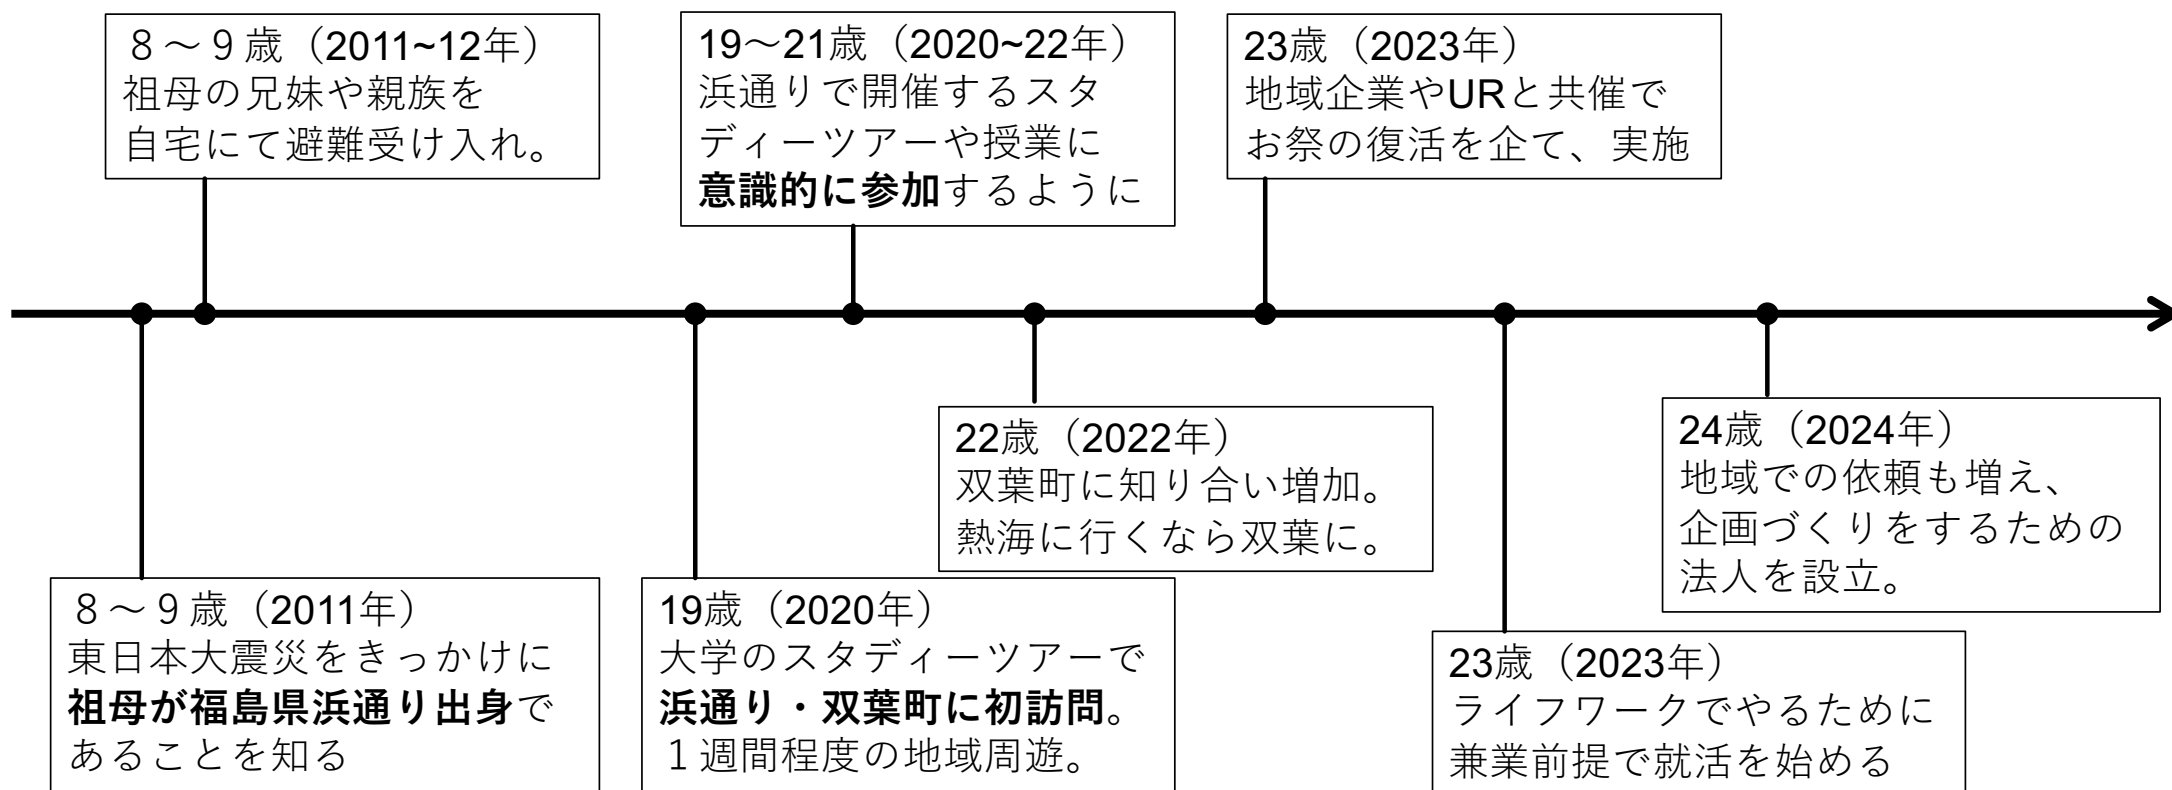 ８～９歳（2011~12年）
祖母の兄妹や親族を
自宅にて避難受け入れ。
19～21歳（2020~22年）
浜通りで開催するスタ
ディーツアーや授業に
意識的に参加するように
23歳（2023年）
地域企業やURと共催で
お祭の復活を企て、実施
８～９歳（2011年）
東日本大震災をきっかけに
祖母が福島県浜通り出身で
あることを知る
19歳（2020年）
大学のスタディーツアーで
浜通り・双葉町に初訪問。
１週間程度の地域周遊。
22歳（2022年）
双葉町に知り合い増加。
熱海に行くなら双葉に。
23歳（2023年）
ライフワークでやるために
兼業前提で就活を始める
24歳（2024年）
地域での依頼も増え、
企画づくりをするための
法人を設立。